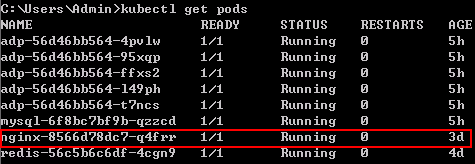 C:\Users\Admin>kubectl get pods
NAME READY STATUS RESTARTS AGE
adp-56d46bb564-4pvlw 1/1 Running 0 5h
adp-56d46bb564-95xqp 1/1 Running 0 5h
adp-56d46bb564-ffxs2 1/1 Running 0 5h
adp-56d46bb564-l49ph 1/1 Running 0 5h
adp-56d46bb564-t7ncs 1/1 Running 0 5h
mysql-6f8bc7bf9b-qzzcd 1/1 Running 0 5h
nginx-8566d78dc7-q4frr 1/1 Running 0 3d
redis-56c5b6c6df-4cgn9 1/1 Running 0 4d